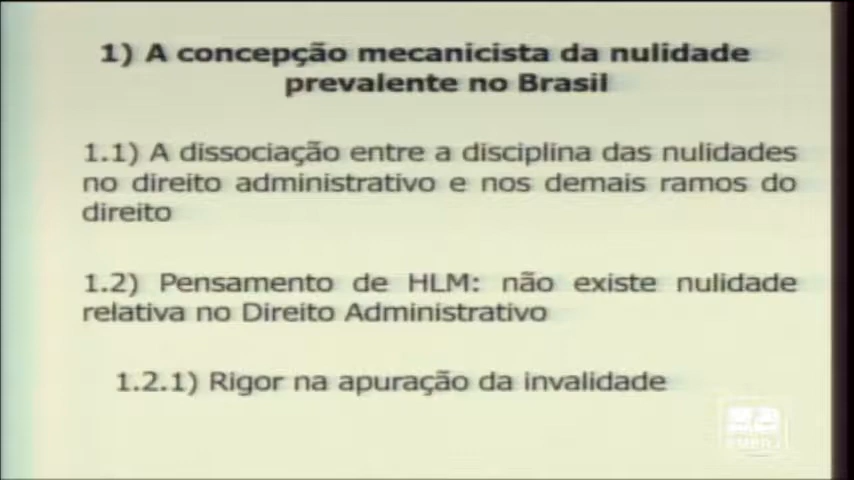 1) A concepção mecanicista da nulidade
prevalente no Brasil
1.1) A dissociação entre a disciplina das nulidades
no direito administrativo e nos demais ramos do
direito
1.2) Pensamento de HLM: não existe nulidade
relativa no Direito Administrativo
1.2.1) Rigor na apuração da invalidade